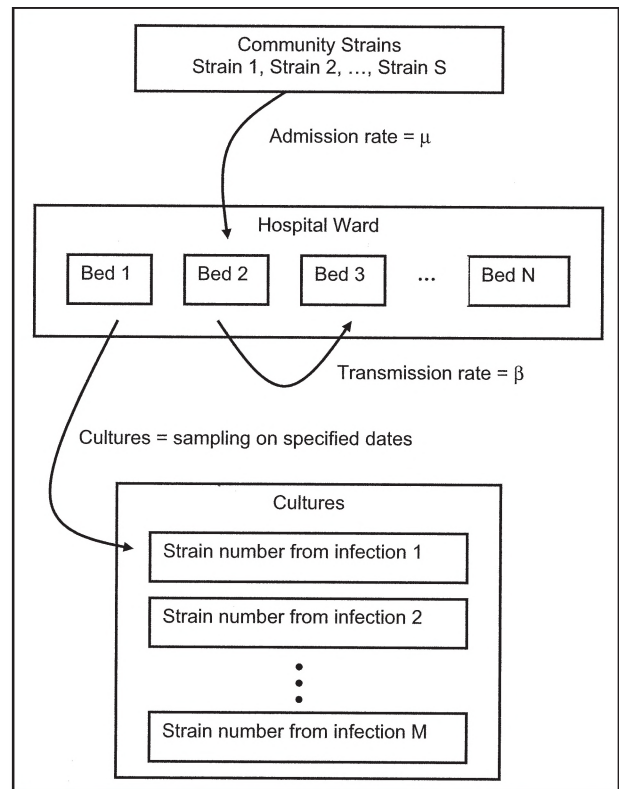 Community Strains
Strain 1, Strain 2, ..., Strain S
Admission rate = μ
Hospital Ward
Bed 1
Bed 2
Bed 3
...
Bed N
Transmission rate = β
Cultures = sampling on specified dates
Cultures
Strain number from infection 1
Strain number from infection 2
Strain number from infection M